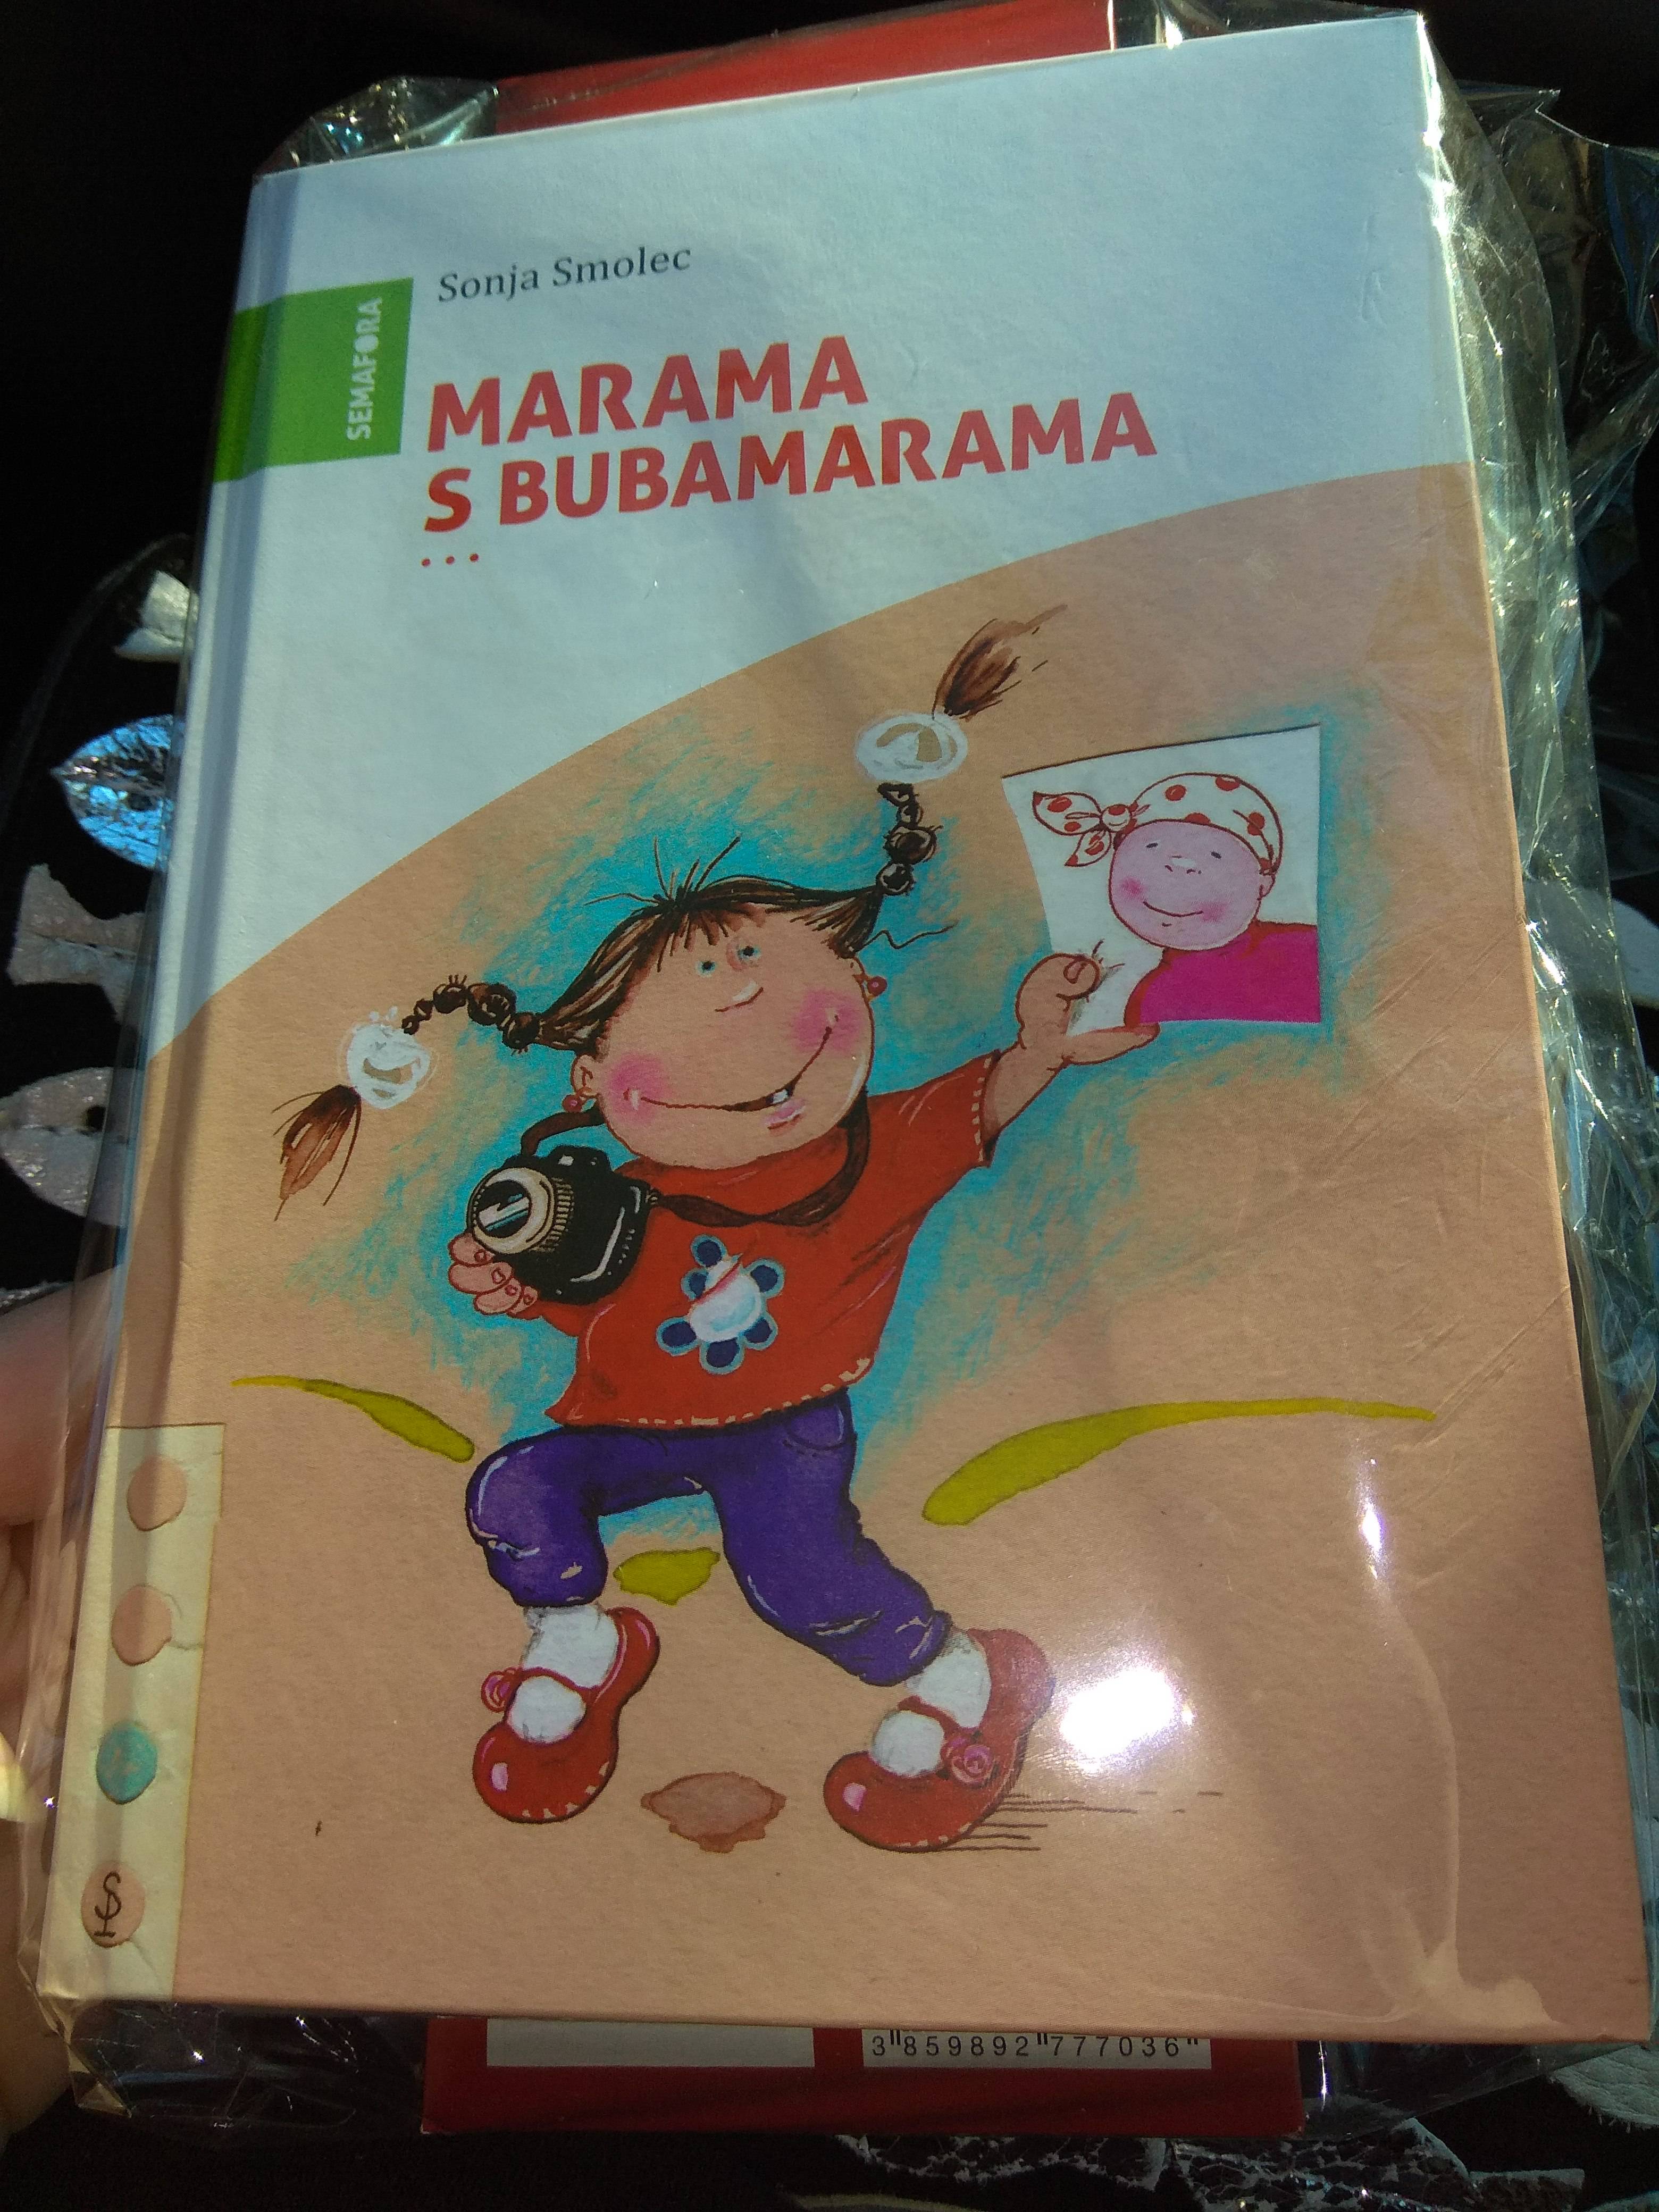 Sonja Smolec
SEMAFORA
MARAMA
S BUBAMARAMA
...
3 859892 777036